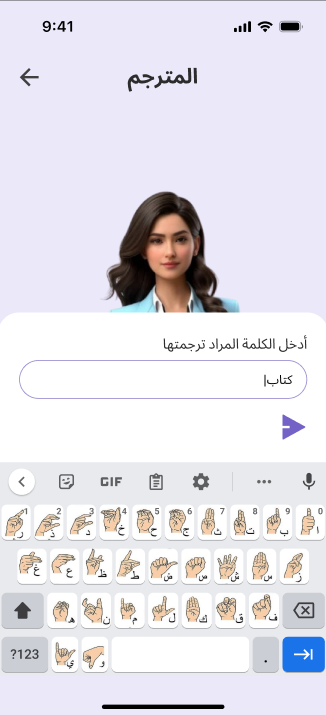 9:41
المترجم
أدخل الكلمة المراد ترجمتها
كتاب
GIF
1 2 3 4 5 6 7 8 9 0
ر ذ د خ ح ج ث ت ب ا
غ ع ظ ط ض ص ش س ز
ه ن م ل ك ق ف
?123 ي و .